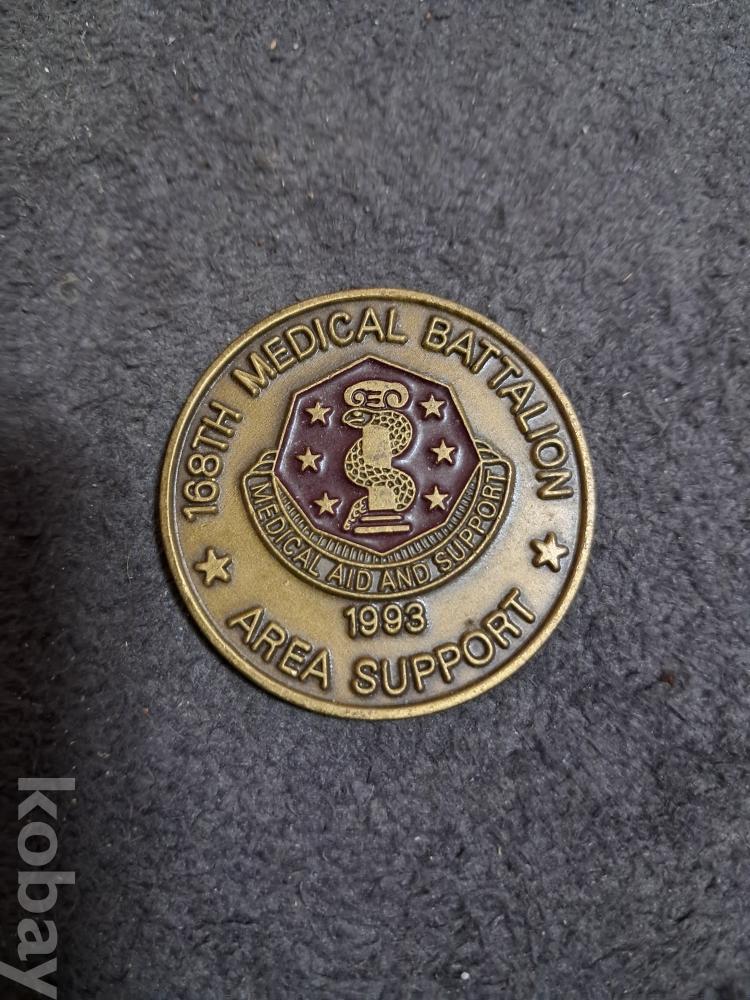 168TH MEDICAL BATTALION
MEDICAL AID AND SUPPORT
1993
AREA SUPPORT
kobay